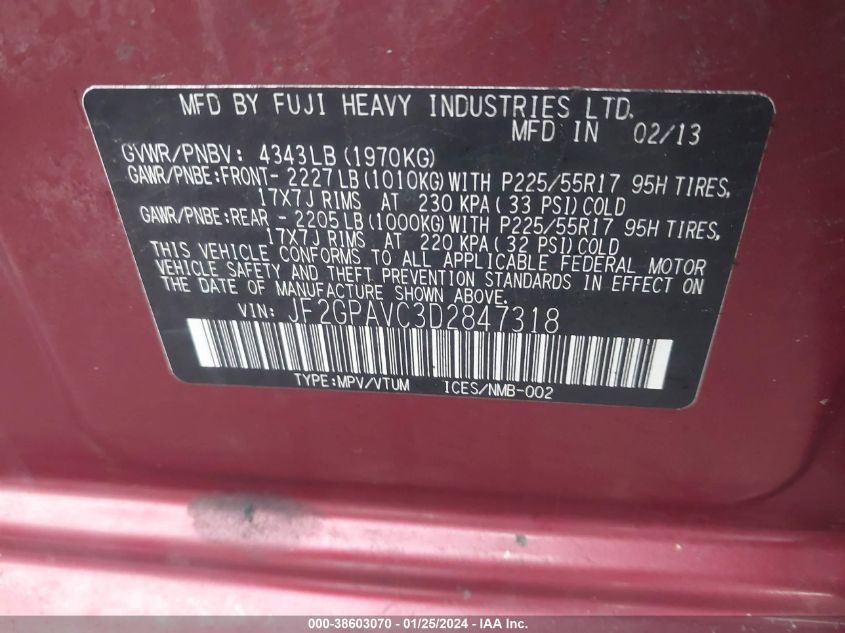 MFD BY FUJI HEAVY INDUSTRIES LTD.
MFD IN 02/13
GVWR/PNBV: 4343LB (1970KG)
GAWR/PNBE:FRONT- 2227LB (1010KG) WITH P225/55R17 95H TIRES,
17X7J RIMS AT 230 KPA ( 33 PSI) COLD
GAWR/PNBE:REAR - 2205LB (1000KG) WITH P225/55R17 95H TIRES,
17X7J RIMS AT 220 KPA ( 32 PSI) COLD
THIS VEHICLE CONFORMS TO ALL APPLICABLE FEDERAL MOTOR
VEHICLE SAFETY AND THEFT PREVENTION STANDARDS IN EFFECT ON
THE DATE OF MANUFACTURE SHOWN ABOVE.
VIN: JF2GPAVC3D2847318
TYPE:MPV/VTUM ICES/NMB-002
000-38603070 - 01/25/2024 - IAA Inc.